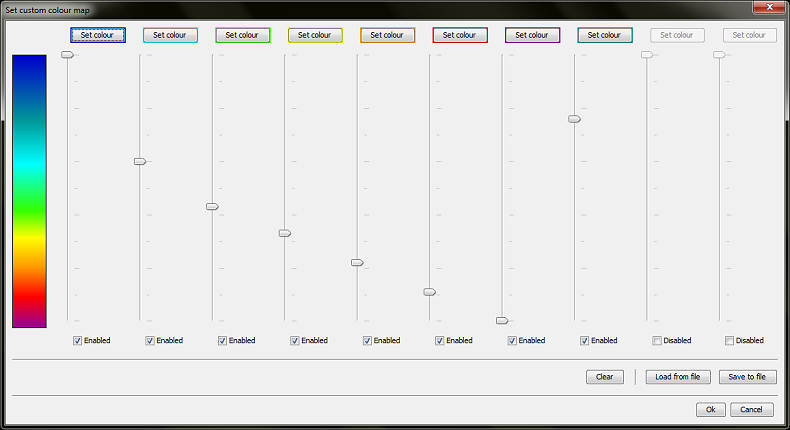 Set custom colour map
Set colour Set colour Set colour Set colour Set colour Set colour Set colour Set colour Set colour Set colour
Enabled Enabled Enabled Enabled Enabled Enabled Enabled Enabled Disabled Disabled
Clear Load from file Save to file
Ok Cancel